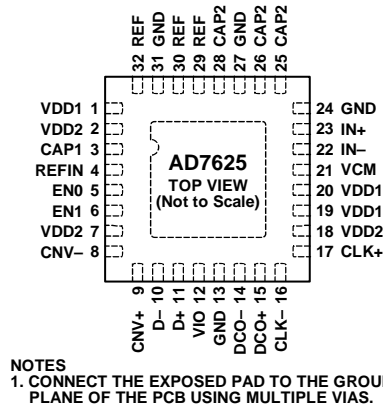 32 REF
31 GND
30 REF
29 REF
28 CAP2
27 GND
26 CAP2
25 CAP2
VDD1 1
VDD2 2
CAP1 3
REFIN 4
EN0 5
EN1 6
VDD2 7
CNV– 8
AD7625
TOP VIEW
(Not to Scale)
24 GND
23 IN+
22 IN–
21 VCM
20 VDD1
19 VDD1
18 VDD2
17 CLK+
CNV+ 9
D– 10
D+ 11
VIO 12
GND 13
DCO– 14
DCO+ 15
CLK– 16
NOTES
1. CONNECT THE EXPOSED PAD TO THE
PLANE OF THE PCB USING MULTIPLE VIAS.